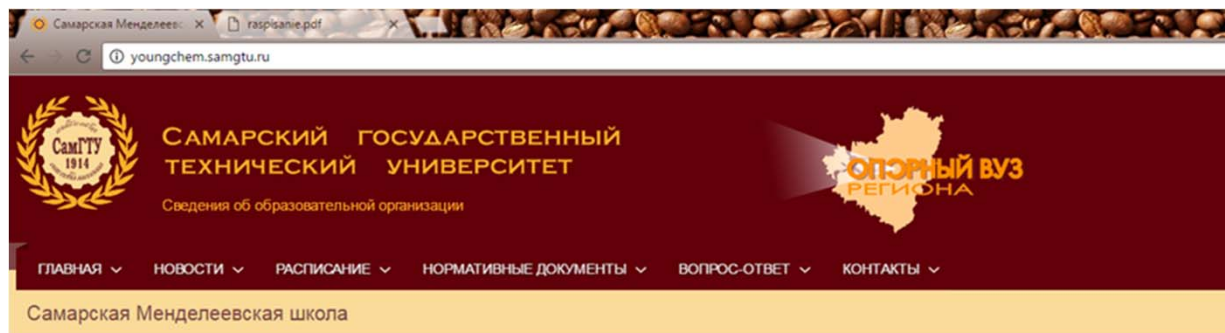 Самарская Менделеевс
raspisanie.pdf
youngchem.samgtu.ru
СамГТУ
1914
Самарский государственный
технический университет
Сведения об образовательной организации
ОПОРНЫЙ ВУЗ
РЕГИОНА
ГЛАВНАЯ НОВОСТИ РАСПИСАНИЕ НОРМАТИВНЫЕ ДОКУМЕНТЫ ВОПРОС-ОТВЕТ КОНТАКТЫ
Самарская Менделеевская школа